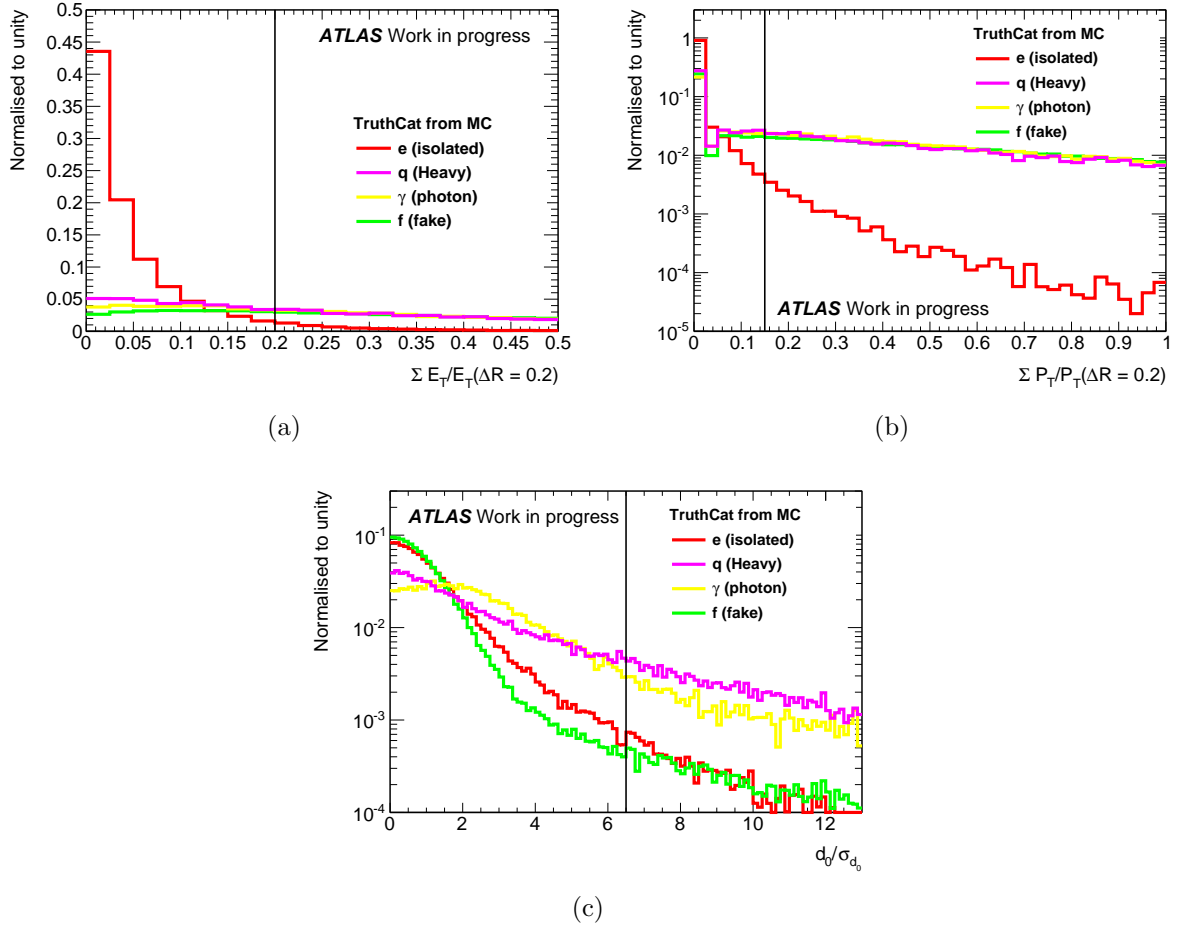 Normalised to unity
0.5
0.45
0.4
0.35
0.3
0.25
0.2
0.15
0.1
0.05
0
ATLAS Work in progress
TruthCat from MC
e (isolated)
q (Heavy)
γ (photon)
f (fake)
0 0.05 0.1 0.15 0.2 0.25 0.3 0.35 0.4 0.45 0.5
Σ E_T/E_T(ΔR = 0.2)
(a)
Normalised to unity
1
10^-1
10^-2
10^-3
10^-4
10^-5
TruthCat from MC
e (isolated)
q (Heavy)
γ (photon)
f (fake)
ATLAS Work in progress
0 0.1 0.2 0.3 0.4 0.5 0.6 0.7 0.8 0.9 1
Σ P_T/P_T(ΔR = 0.2)
(b)
Normalised to unity
10^-1
10^-2
10^-3
10^-4
ATLAS Work in progress
TruthCat from MC
e (isolated)
q (Heavy)
γ (photon)
f (fake)
0 2 4 6 8 10 12
d_0/σ_{d_0}
(c)